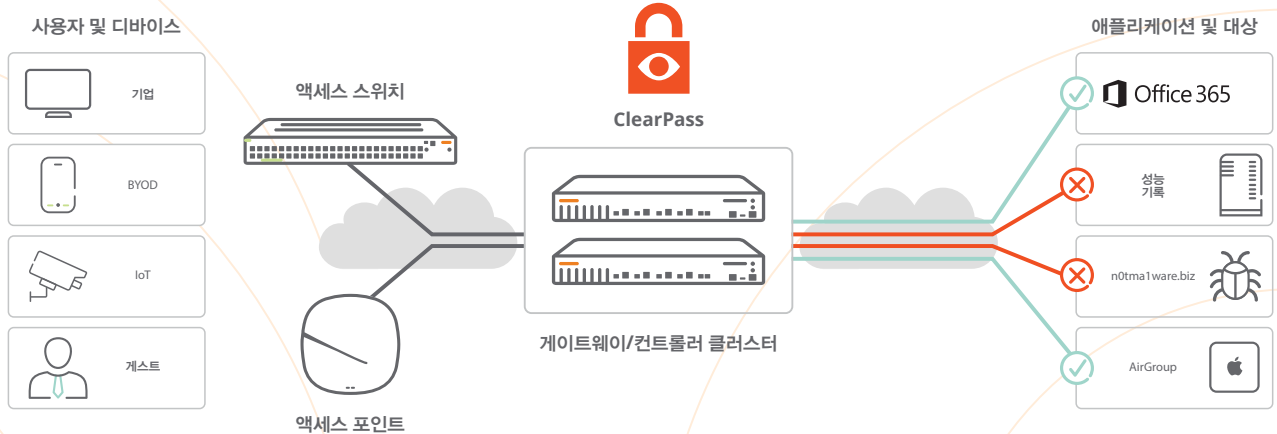 사용자 및 디바이스
기업
BYOD
IoT
게스트
액세스 스위치
액세스 포인트
ClearPass
게이트웨이/컨트롤러 클러스터
애플리케이션 및 대상
Office 365
성능
기록
n0tma1ware.biz
AirGroup